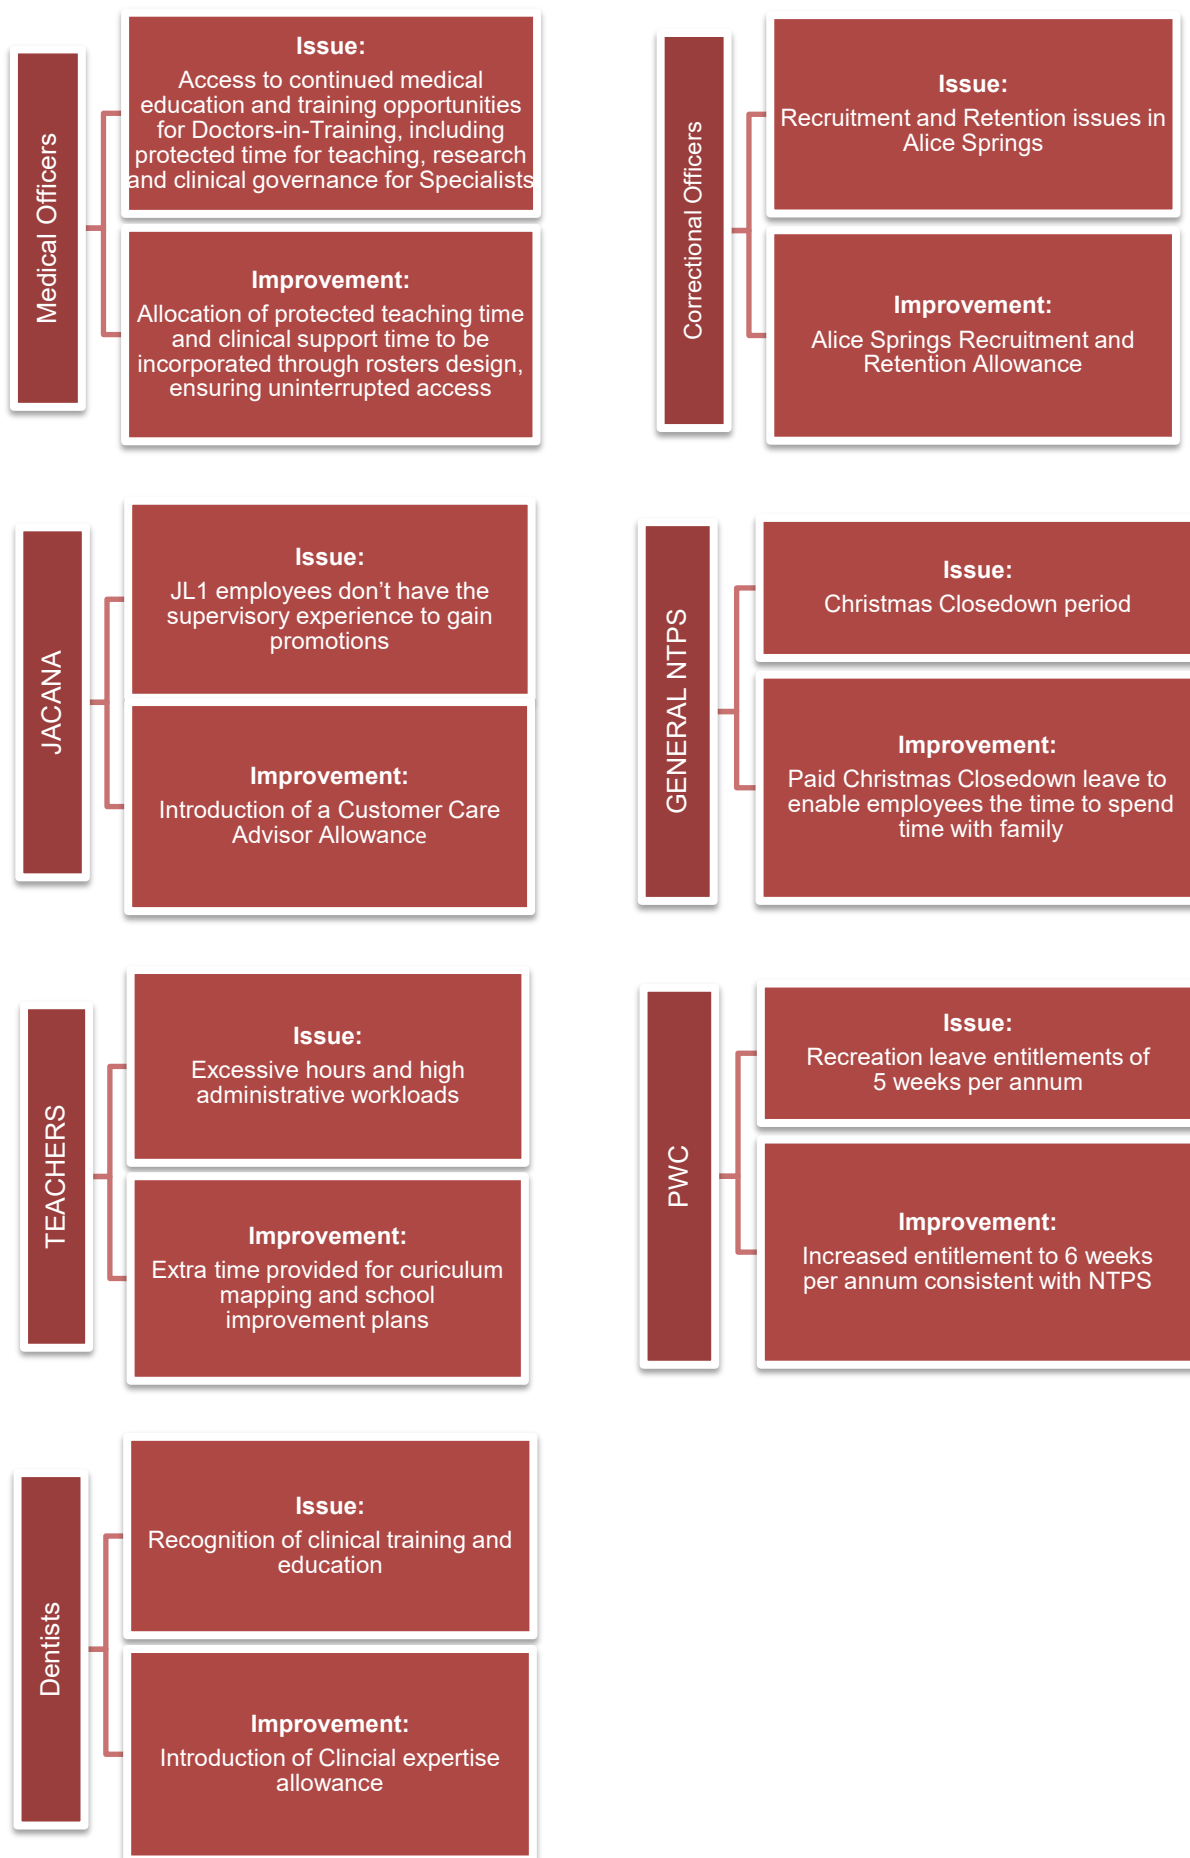 Medical Officers
Issue:
Access to continued medical
education and training opportunities
for Doctors-in-Training, including
protected time for teaching, research
and clinical governance for Specialists
Improvement:
Allocation of protected teaching time
and clinical support time to be
incorporated through rosters design,
ensuring uninterrupted access
Correctional Officers
Issue:
Recruitment and Retention issues in
Alice Springs
Improvement:
Alice Springs Recruitment and
Retention Allowance
JACANA
Issue:
JL1 employees don’t have the
supervisory experience to gain
promotions
Improvement:
Introduction of a Customer Care
Advisor Allowance
GENERAL NTPS
Issue:
Christmas Closedown period
Improvement:
Paid Christmas Closedown leave to
enable employees the time to spend
time with family
TEACHERS
Issue:
Excessive hours and high
administrative workloads
Improvement:
Extra time provided for curiculum
mapping and school
improvement plans
PWC
Issue:
Recreation leave entitlements of
5 weeks per annum
Improvement:
Increased entitlement to 6 weeks
per annum consistent with NTPS
Dentists
Issue:
Recognition of clinical training and
education
Improvement:
Introduction of Clincial expertise
allowance